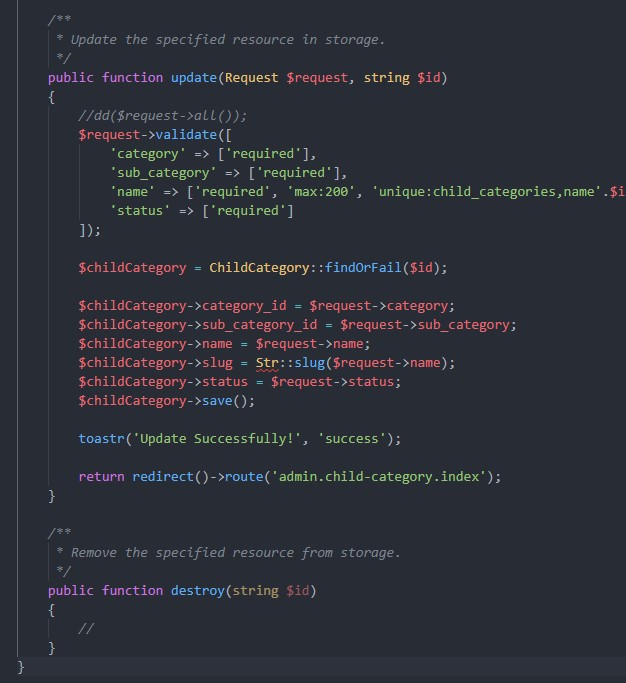 /**
 * Update the specified resource in storage.
 */
public function update(Request $request, string $id)
{
    //dd($request->all());
    $request->validate([
        'category' => ['required'],
        'sub_category' => ['required'],
        'name' => ['required', 'max:200', 'unique:child_categories,name'.$i
        'status' => ['required']
    ]);

    $childCategory = ChildCategory::findOrFail($id);

    $childCategory->category_id = $request->category;
    $childCategory->sub_category_id = $request->sub_category;
    $childCategory->name = $request->name;
    $childCategory->slug = Str::slug($request->name);
    $childCategory->status = $request->status;
    $childCategory->save();

    toastr('Update Successfully!', 'success');

    return redirect()->route('admin.child-category.index');
}

/**
 * Remove the specified resource from storage.
 */
public function destroy(string $id)
{
    //
}
}